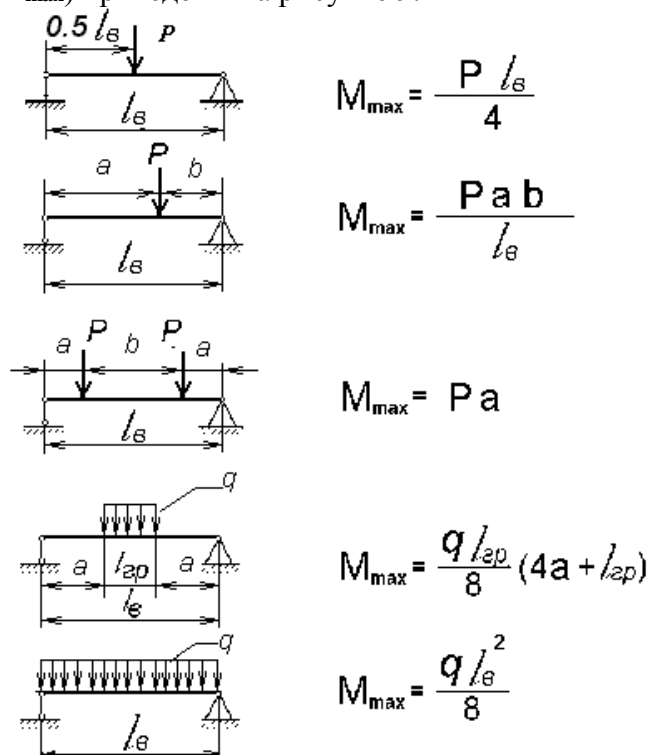 0.5 lв P
lв
Mmax = P lв / 4
a P b
lв
Mmax = P a b / lв
a P b P a
lв
Mmax = P a
q
a lгр a
lв
Mmax = q lгр / 8 (4a + lгр)
q
lв
Mmax = q lв² / 8